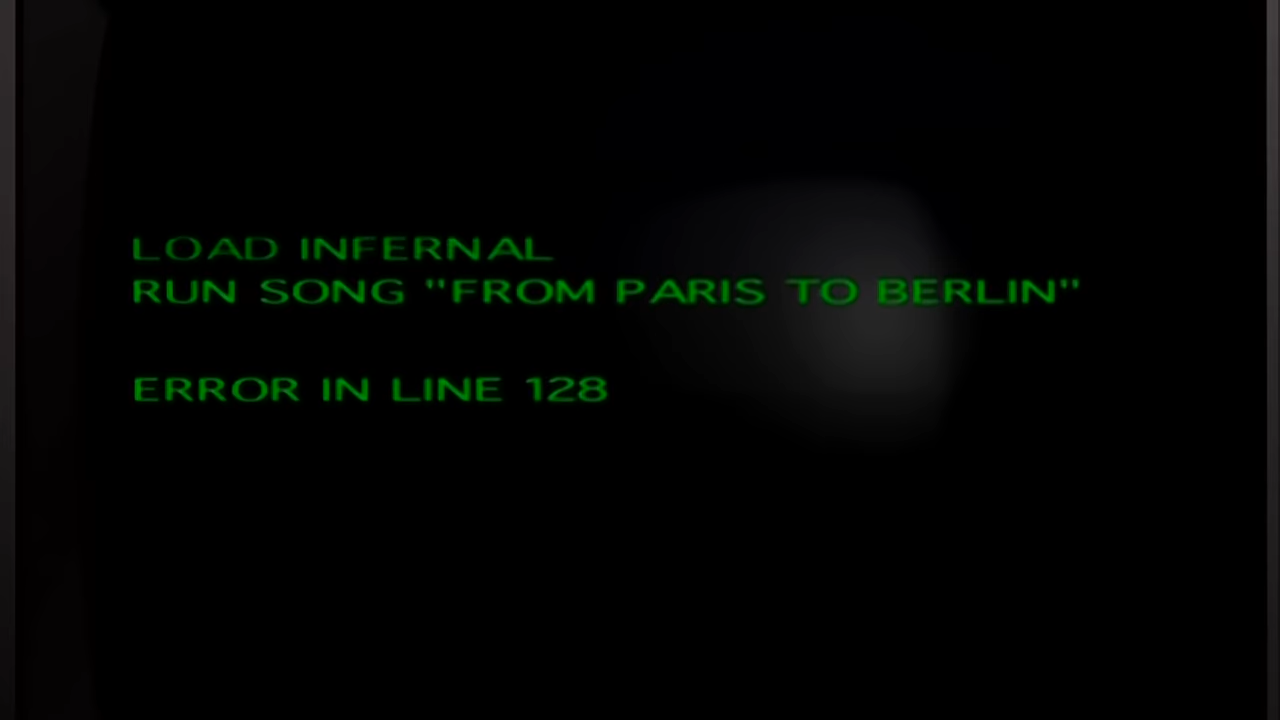 LOAD INFERNAL
RUN SONG "FROM PARIS TO BERLIN"
ERROR IN LINE 128